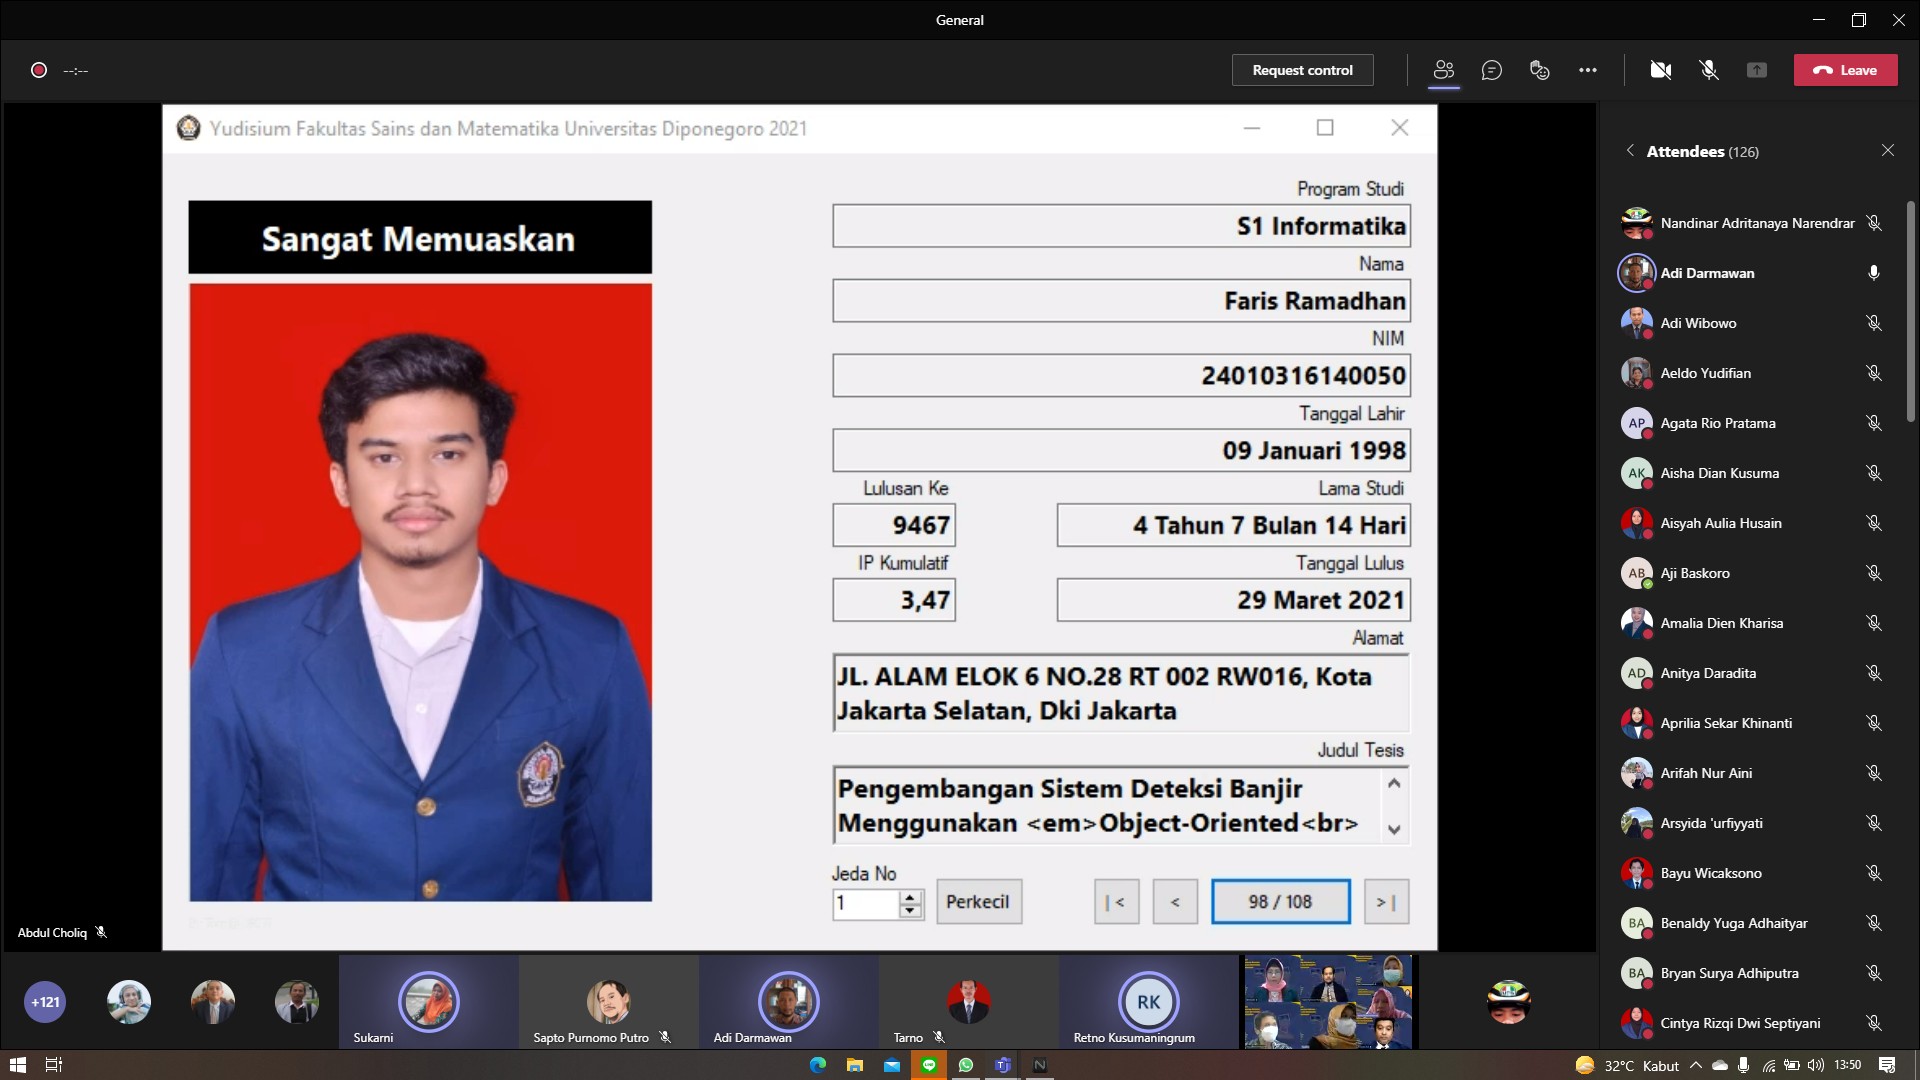 General
--:--
Request control
Leave
Yudisium Fakultas Sains dan Matematika Universitas Diponegoro 2021
Sangat Memuaskan
Program Studi
S1 Informatika
Nama
Faris Ramadhan
NIM
24010316140050
Tanggal Lahir
09 Januari 1998
Lulusan Ke
Lama Studi
9467
4 Tahun 7 Bulan 14 Hari
IP Kumulatif
Tanggal Lulus
3,47
29 Maret 2021
Alamat
JL. ALAM ELOK 6 NO.28 RT 002 RW016, Kota
Jakarta Selatan, Dki Jakarta
Judul Tesis
Pengembangan Sistem Deteksi Banjir
Menggunakan <em>Object-Oriented<br>
Jeda No
1
Perkecil
|<
<
98 / 108
>|
Abdul Choliq
Attendees (126)
Nandinar Adritanaya Narendrar
Adi Darmawan
Adi Wibowo
Aeldo Yudifian
AP
Agata Rio Pratama
AK
Aisha Dian Kusuma
Aisyah Aulia Husain
AB
Aji Baskoro
Amalia Dien Kharisa
AD
Anitya Daradita
Aprilia Sekar Khinanti
Arifah Nur Aini
Arsyida 'urfiyyati
Bayu Wicaksono
BA
Benaldy Yuga Adhaityar
BA
Bryan Surya Adhiputra
Cintya Rizqi Dwi Septiyani
+121
Sukarni
Sapto Purnomo Putro
Adi Darmawan
Tarno
RK
Retno Kusumaningrum
32°C Kabut
13:50